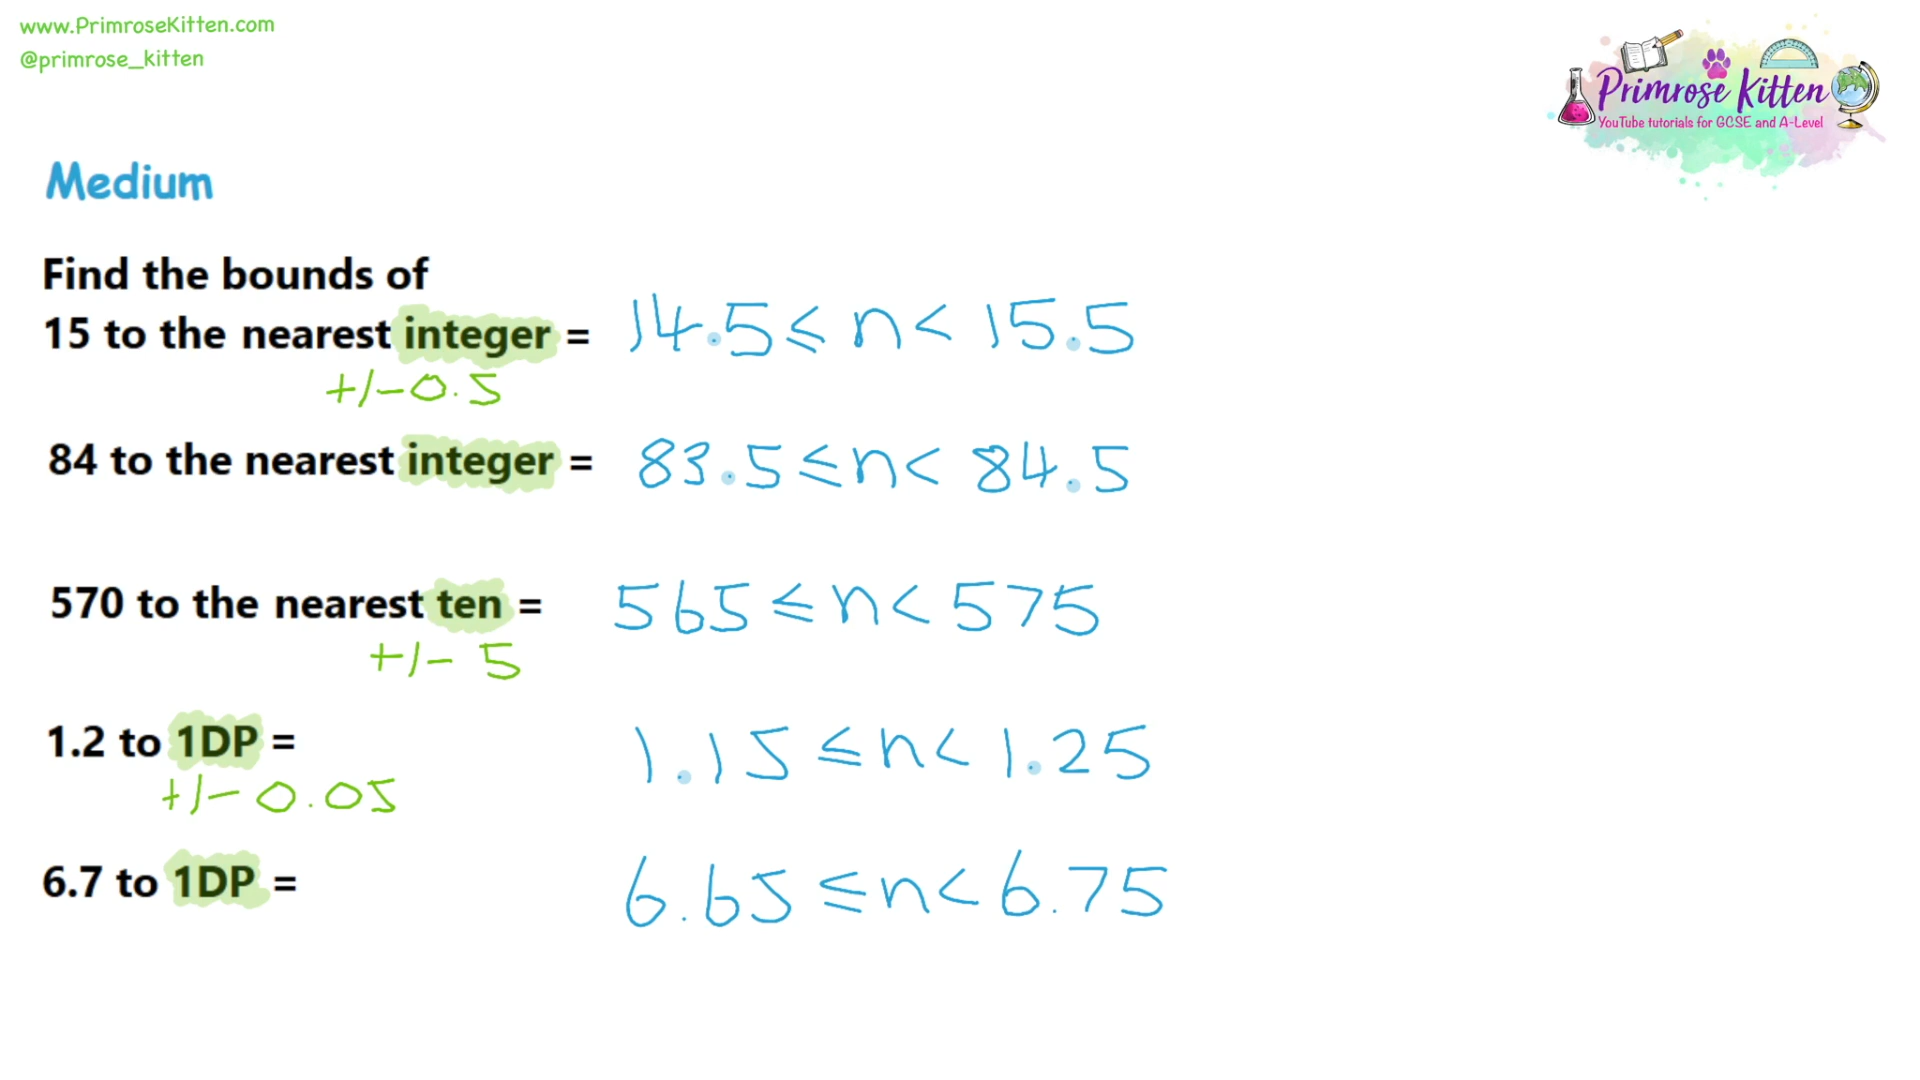 www.PrimroseKitten.com
@primrose_kitten
Primrose Kitten
YouTube tutorials for GCSE and A-Level
Medium
Find the bounds of
15 to the nearest integer = 14.5 ≤ n < 15.5
+/- 0.5
84 to the nearest integer = 83.5 ≤ n < 84.5
570 to the nearest ten = 565 ≤ n < 575
+/- 5
1.2 to 1DP = 1.15 ≤ n < 1.25
+/- 0.05
6.7 to 1DP = 6.65 ≤ n < 6.75